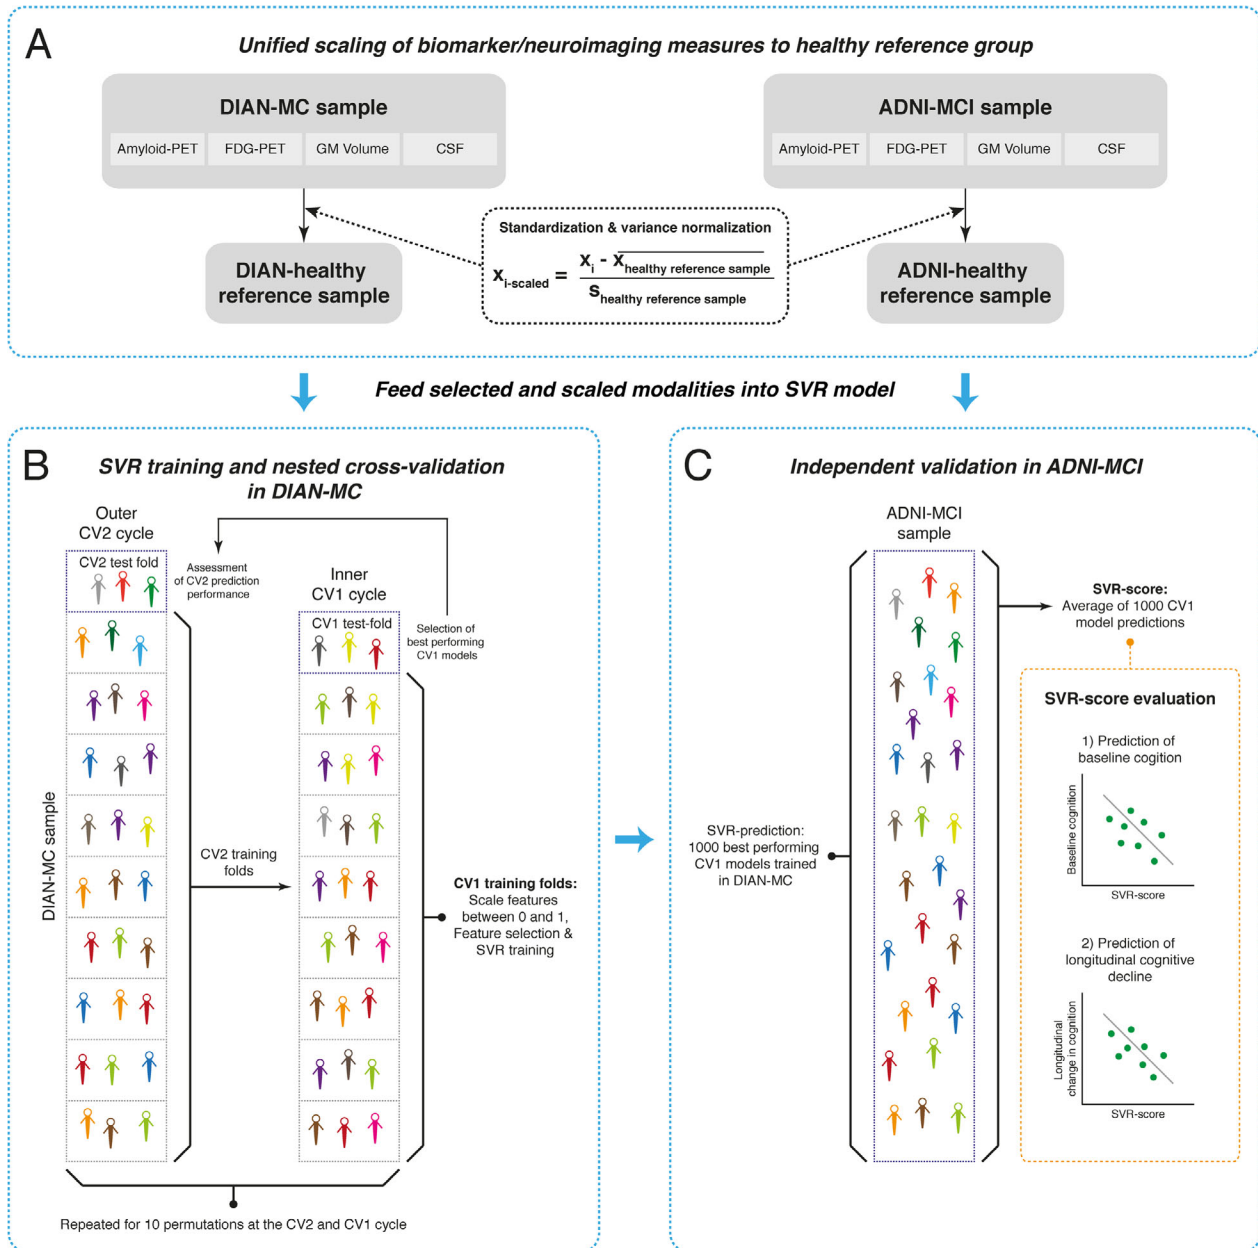 A
Unified scaling of biomarker/neuroimaging measures to healthy reference group
DIAN-MC sample
Amyloid-PET
FDG-PET
GM Volume
CSF
ADNI-MCI sample
Amyloid-PET
FDG-PET
GM Volume
CSF
Standardization & variance normalization
x i-scaled = x i - x healthy reference sample
s healthy reference sample
DIAN-healthy
reference sample
ADNI-healthy
reference sample
Feed selected and scaled modalities into SVR model
B
SVR training and nested cross-validation
in DIAN-MC
Outer
CV2 cycle
CV2 test fold
Assessment
of CV2 prediction
performance
Inner
CV1 cycle
CV1 test-fold
Selection of
best performing
CV1 models
DIAN-MC sample
CV2 training
folds
CV1 training folds:
Scale features
between 0 and 1,
Feature selection &
SVR training
Repeated for 10 permutations at the CV2 and CV1 cycle
C
Independent validation in ADNI-MCI
ADNI-MCI
sample
SVR-prediction:
1000 best performing
CV1 models trained
in DIAN-MC
SVR-score:
Average of 1000 CV1
model predictions
SVR-score evaluation
1) Prediction of
baseline cogition
Baseline cognition
SVR-score
2) Prediction of
longitudinal cognitive
decline
Longitudinal
change in cognition
SVR-score